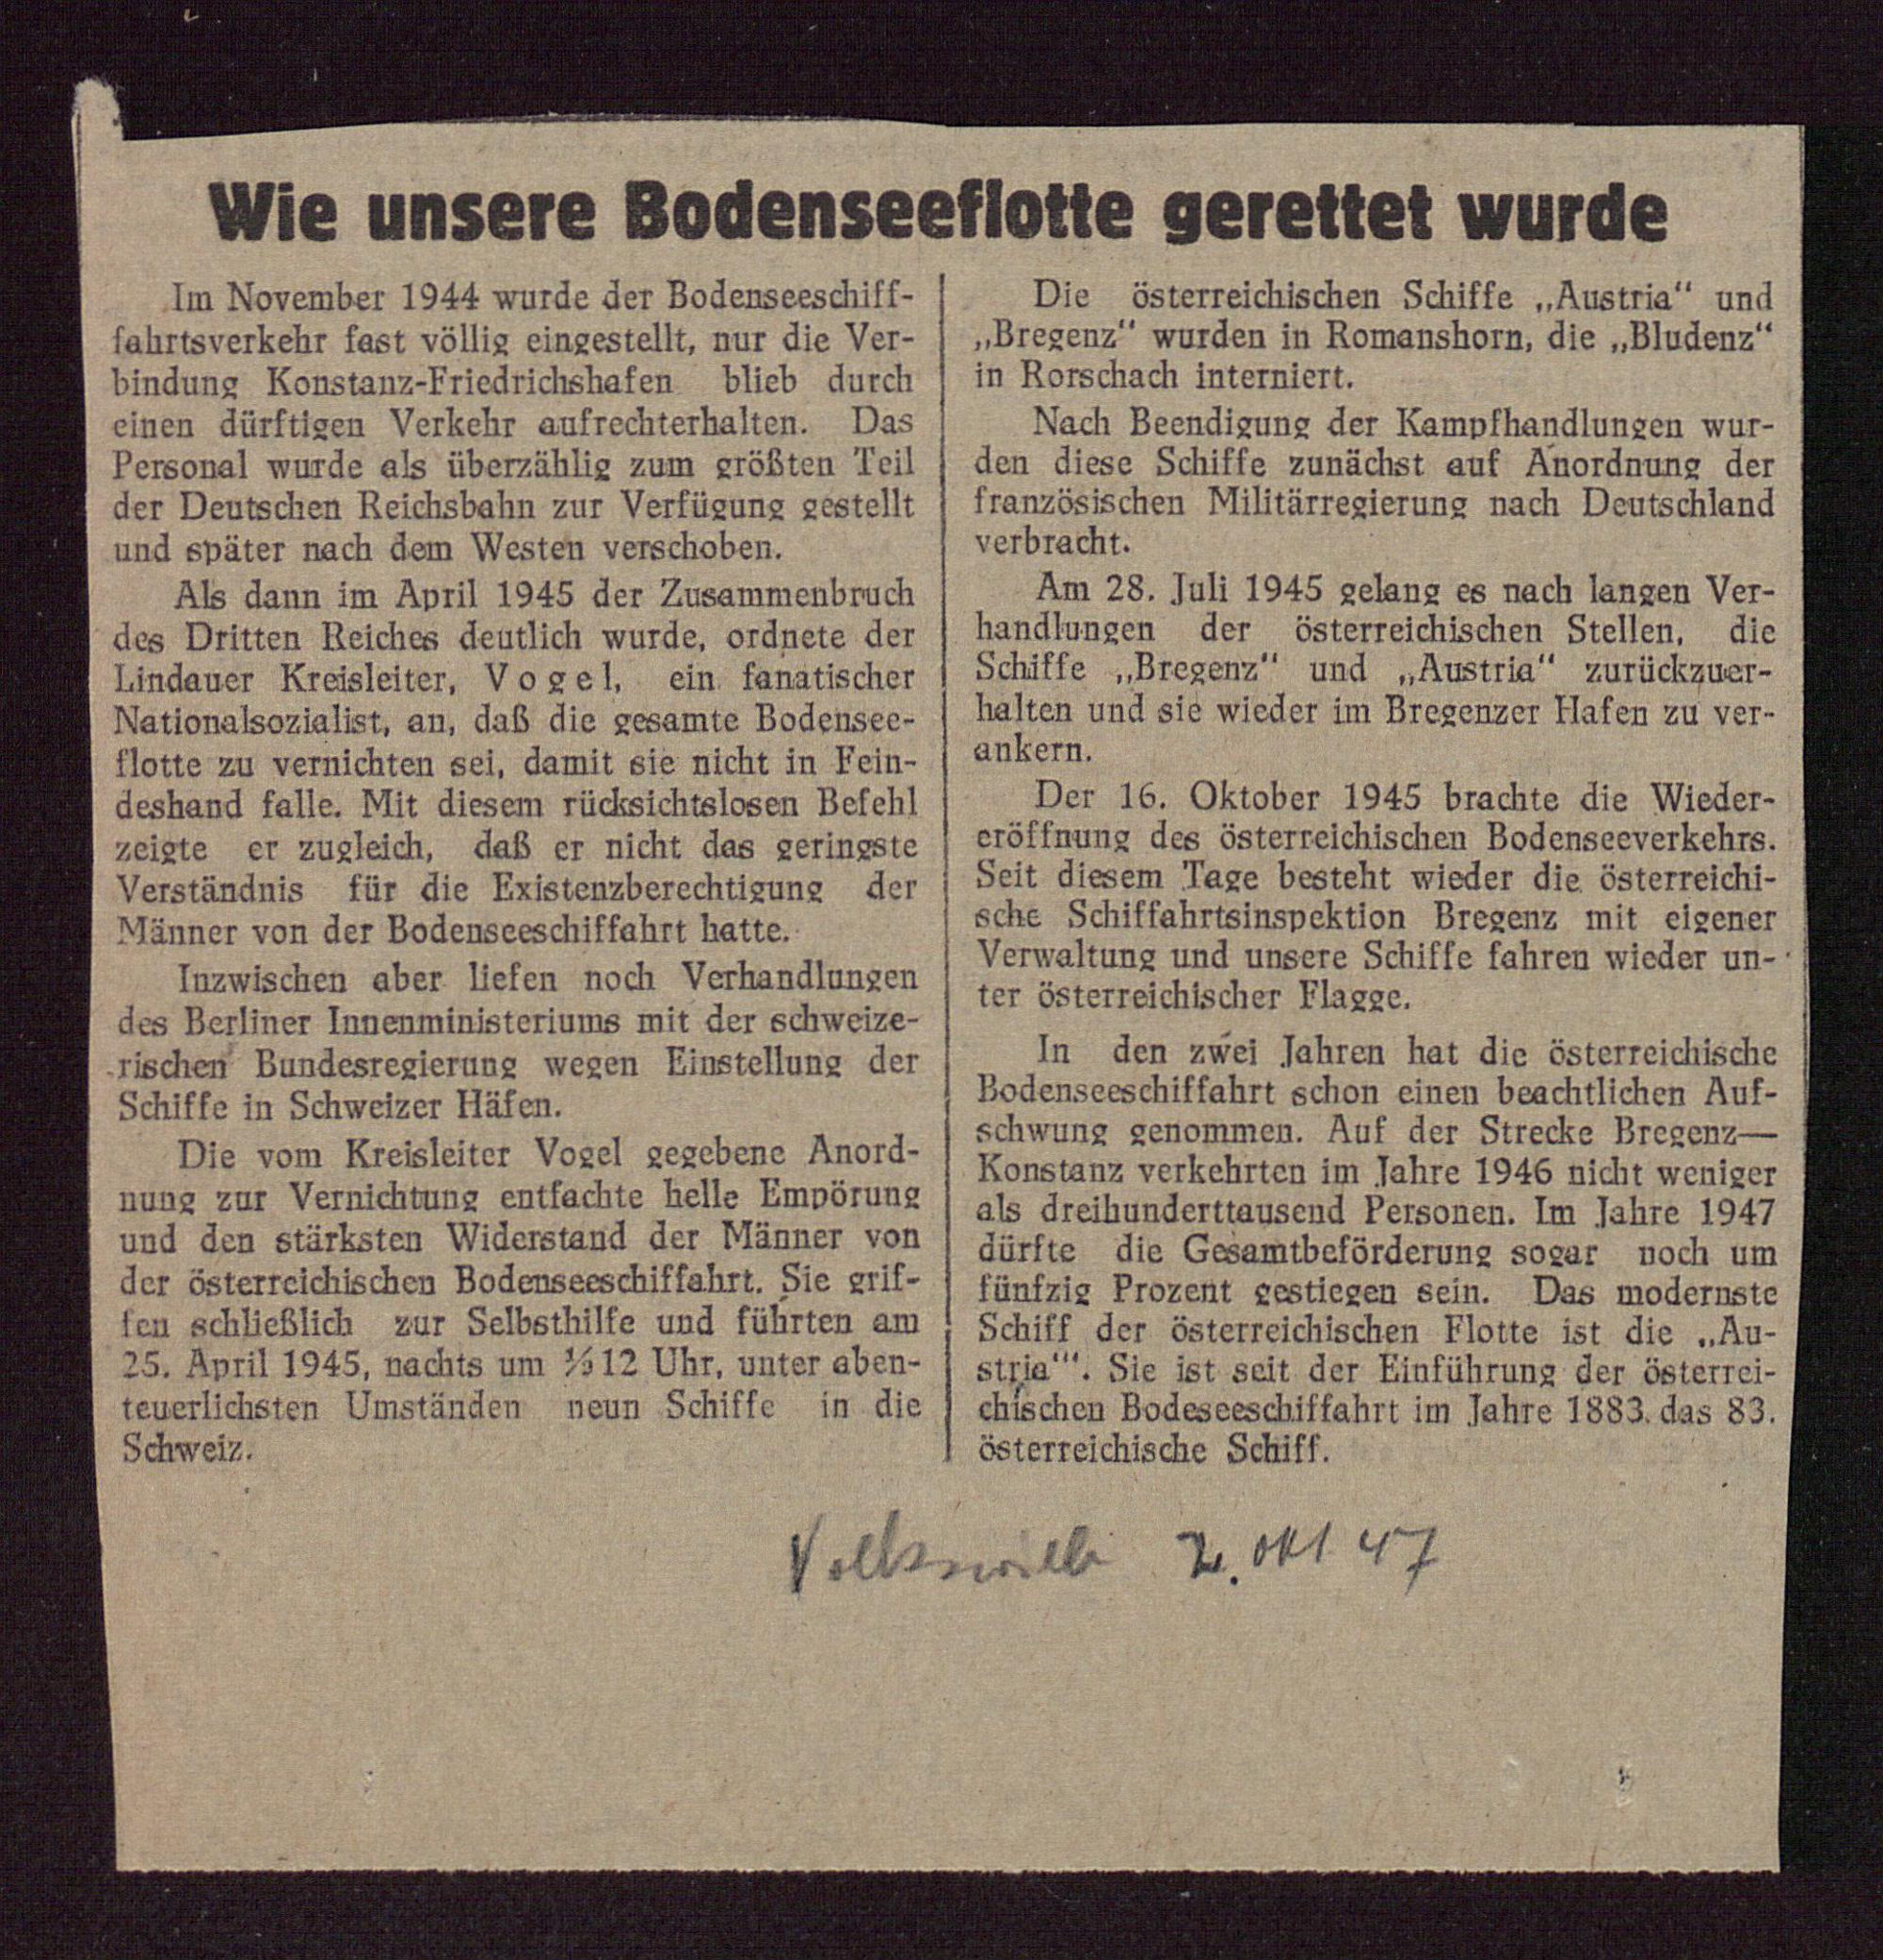 Wie unsere Bodenseeflotte gerettet wurde
Im November 1944 wurde der Bodenseeschiff-
fahrtsverkehr fast völlig eingestellt, nur die Ver-
bindung Konstanz-Friedrichshafen blieb durch
einen dürftigen Verkehr aufrechterhalten. Das
Personal wurde als überzählig zum größten Teil
der Deutschen Reichsbahn zur Verfügung gestellt
und später nach dem Westen verschoben.
Als dann im April 1945 der Zusammenbruch
des Dritten Reiches deutlich wurde, ordnete der
Lindauer Kreisleiter, Vogel, ein fanatischer
Nationalsozialist, an, daß die gesamte Bodensee-
flotte zu vernichten sei, damit sie nicht in Fein-
deshand falle. Mit diesem rücksichtslosen Befehl
zeigte er zugleich, daß er nicht das geringste
Verständnis für die Existenzberechtigung der
Männer von der Bodenseeschiffahrt hatte.
Inzwischen aber liefen noch Verhandlungen
des Berliner Innenministeriums mit der schweize-
rischen Bundesregierung wegen Einstellung der
Schiffe in Schweizer Häfen.
Die vom Kreisleiter Vogel gegebene Anord-
nung zur Vernichtung entfachte helle Empörung
und den stärksten Widerstand der Männer von
der österreichischen Bodenseeschiffahrt. Sie grif-
fen schließlich zur Selbsthilfe und führten am
25. April 1945, nachts um ½12 Uhr, unter aben-
teuerlichsten Umständen neun Schiffe in die
Schweiz.
Die österreichischen Schiffe „Austria“ und
„Bregenz“ wurden in Romanshorn, die „Bludenz“
in Rorschach interniert.
Nach Beendigung der Kampfhandlungen wur-
den diese Schiffe zunächst auf Anordnung der
französischen Militärregierung nach Deutschland
verbracht.
Am 28. Juli 1945 gelang es nach langen Ver-
handlungen der österreichischen Stellen, die
Schiffe „Bregenz“ und „Austria“ zurückzuer-
halten und sie wieder im Bregenzer Hafen zu ver-
ankern.
Der 16. Oktober 1945 brachte die Wieder-
eröffnung des österreichischen Bodenseeverkehrs.
Seit diesem Tage besteht wieder die österreichi-
sche Schiffahrtsinspektion Bregenz mit eigener
Verwaltung und unsere Schiffe fahren wieder un-
ter österreichischer Flagge.
In den zwei Jahren hat die österreichische
Bodenseeschiffahrt schon einen beachtlichen Auf-
schwung genommen. Auf der Strecke Bregenz—
Konstanz verkehrten im Jahre 1946 nicht weniger
als dreihunderttausend Personen. Im Jahre 1947
dürfte die Gesamtbeförderung sogar noch um
fünfzig Prozent gestiegen sein. Das modernste
Schiff der österreichischen Flotte ist die „Au-
stria“'. Sie ist seit der Einführung der österrei-
chischen Bodeseeschiffahrt im Jahre 1883 das 83.
österreichische Schiff.
Volkswille 2. Okt 47